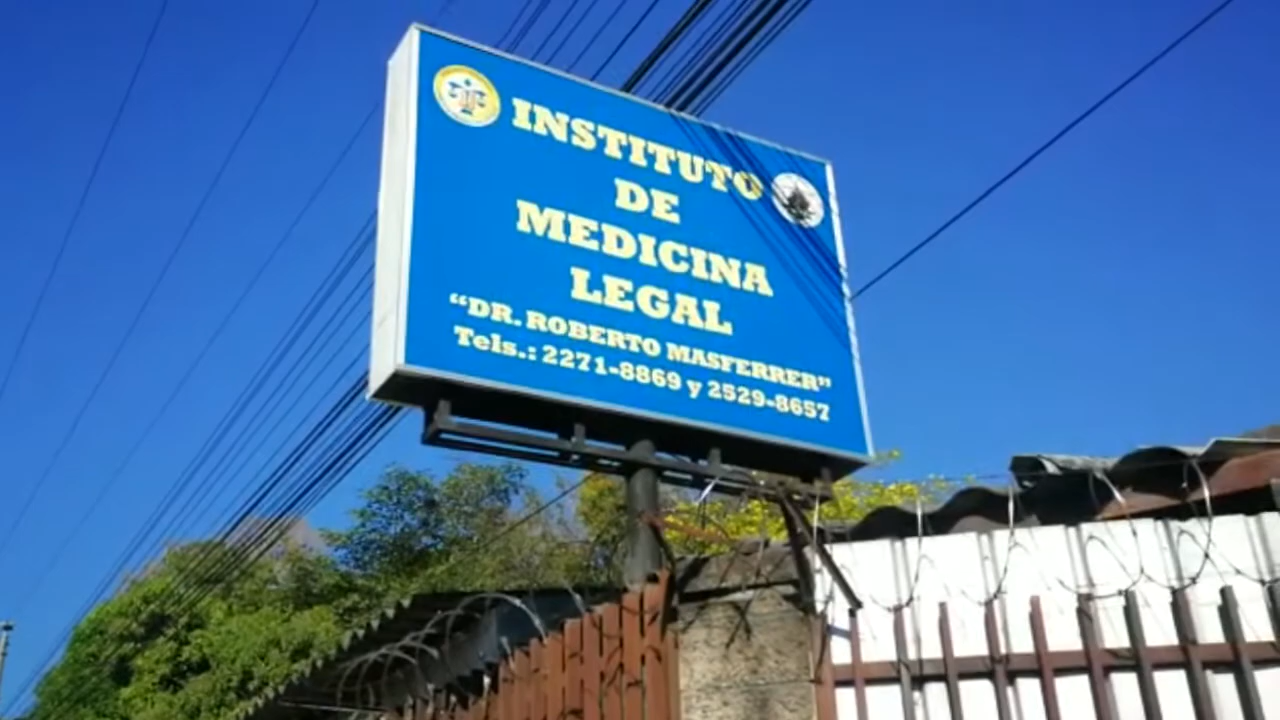 INSTITUTO
DE
MEDICINA
LEGAL
“DR. ROBERTO MASFERRER”
Tels.: 2271-8869 y 2529-8657